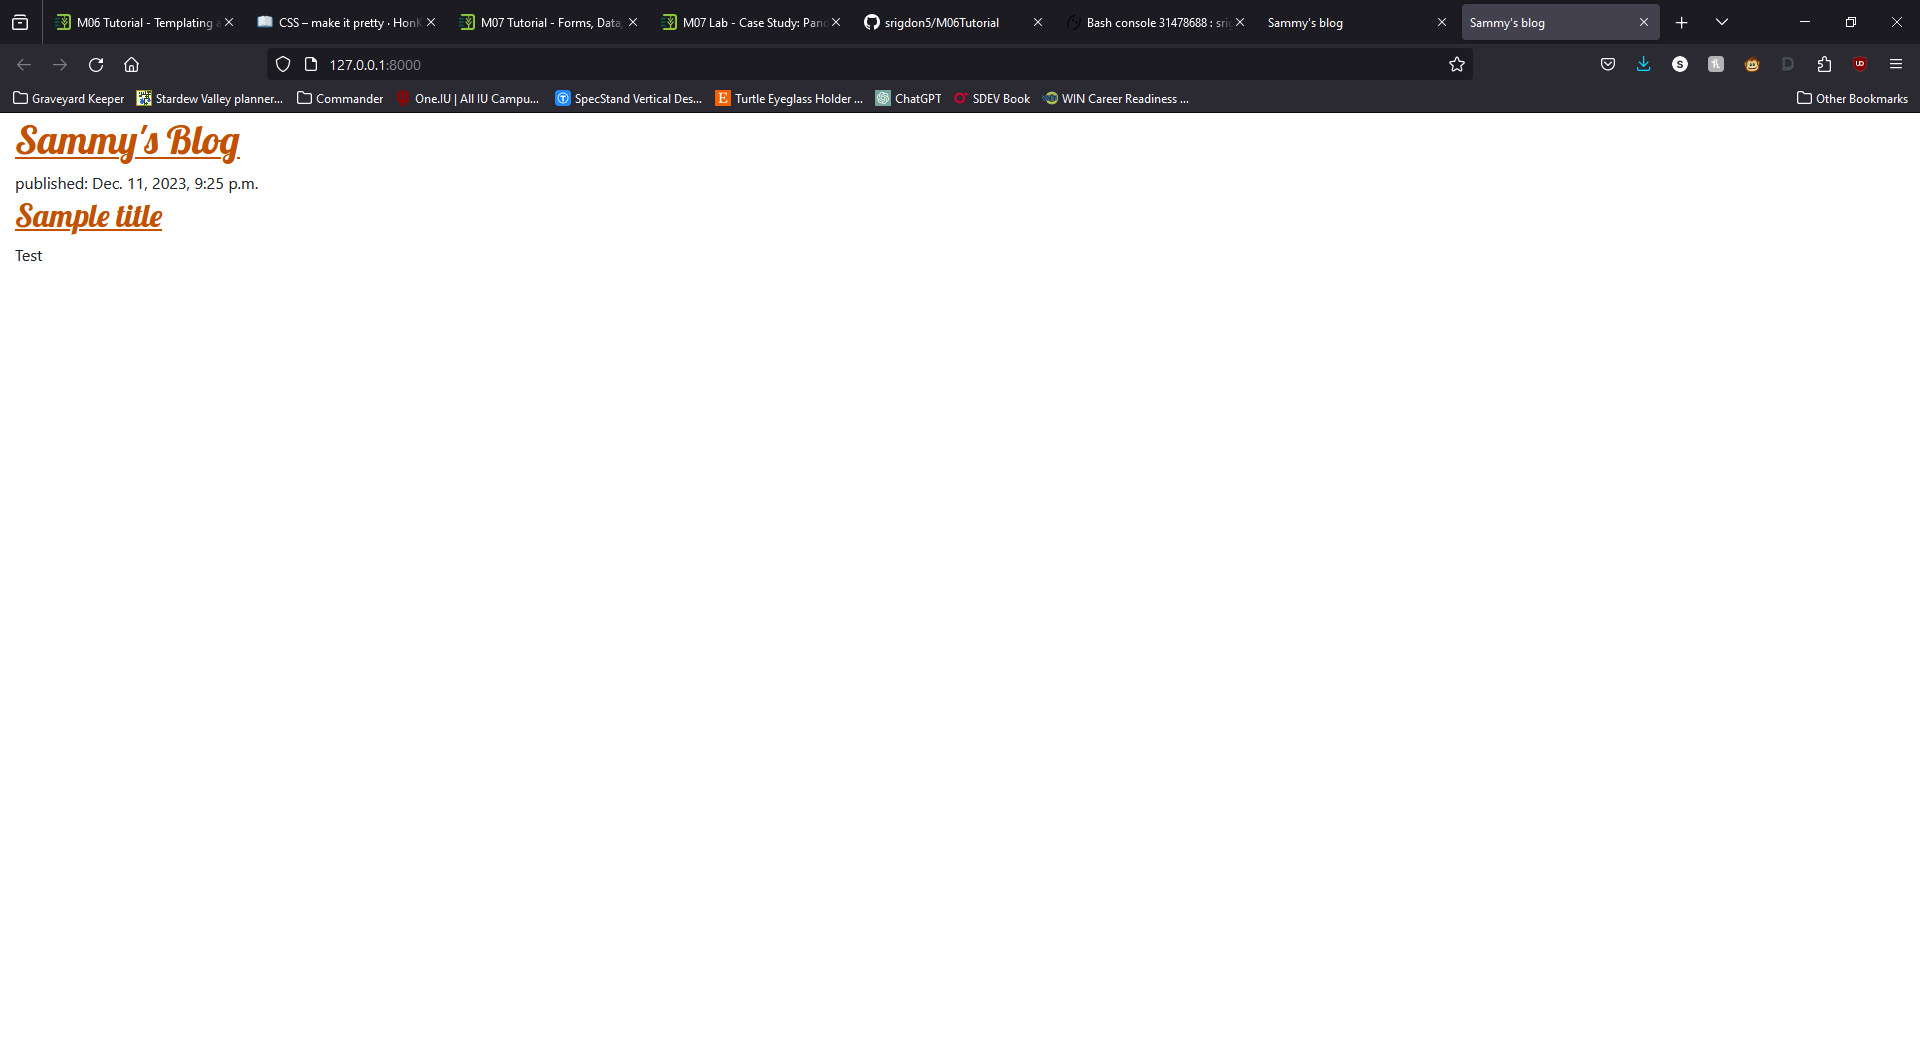 M06 Tutorial - Templating a
CSS – make it pretty · HonK
M07 Tutorial - Forms, Data,
M07 Lab - Case Study: Pand
srigdon5/M06Tutorial
Bash console 31478688 : srig
Sammy's blog
Sammy's blog
127.0.0.1:8000
S
D
UD
Graveyard Keeper
Stardew Valley planner...
Commander
One.IU | All IU Campu...
SpecStand Vertical Des...
E
Turtle Eyeglass Holder ...
ChatGPT
SDEV Book
WIN Career Readiness ...
Other Bookmarks
Sammy's Blog
published: Dec. 11, 2023, 9:25 p.m.
Sample title
Test